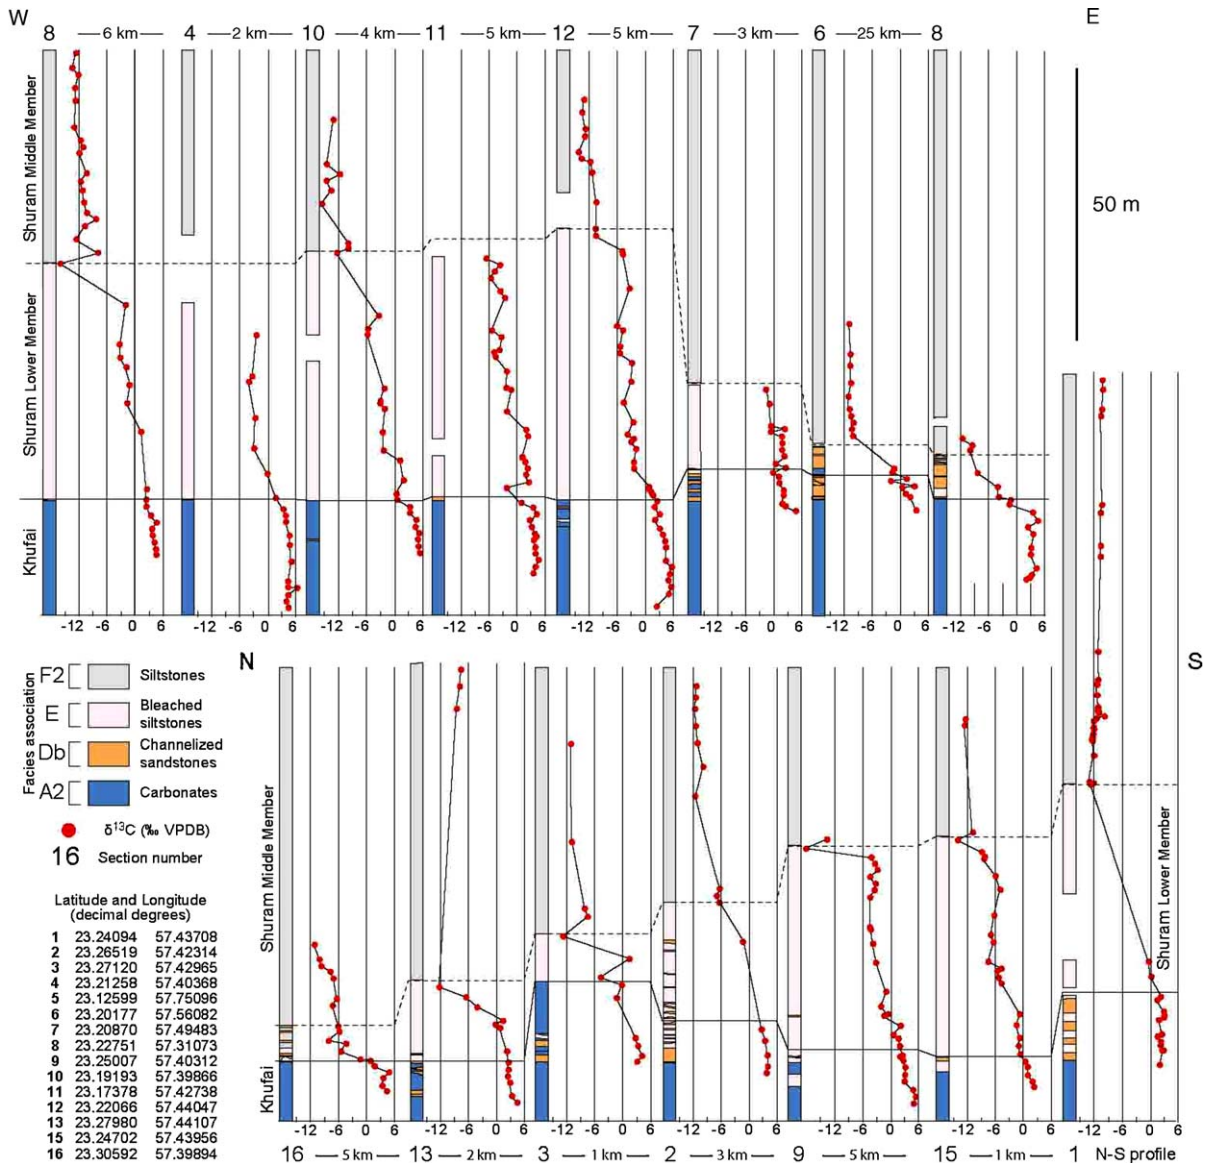 W
E
8 6 km 4 2 km 10 4 km 11 5 km 12 5 km 7 3 km 6 25 km 8
Shuram Middle Member
Shuram Lower Member
Khufai
50 m
-12 -6 0 6 -12 -6 0 6 -12 -6 0 6 -12 -6 0 6 -12 -6 0 6 -12 -6 0 6 -12 -6 0 6 -12 -6 0 6
N
S
Facies association
F2 Siltstones
E Bleached
siltstones
Db Channelized
sandstones
A2 Carbonates
δ13C (‰ VPDB)
16 Section number
Latitude and Longitude
(decimal degrees)
1 23.24094 57.43708
2 23.26519 57.42314
3 23.27120 57.42965
4 23.21258 57.40368
5 23.12599 57.75096
6 23.20177 57.56082
7 23.20870 57.49483
8 23.22751 57.31073
9 23.25007 57.40312
10 23.19193 57.39866
11 23.17378 57.42738
12 23.22066 57.44047
13 23.27980 57.44107
15 23.24702 57.43956
16 23.30592 57.39894
Shuram Middle Member
Khufai
Shuram Lower Member
-12 -6 0 6 -12 -6 0 6 -12 -6 0 6 -12 -6 0 6 -12 -6 0 6 -12 -6 0 6 -12 -6 0 6
16 5 km 13 2 km 3 1 km 2 3 km 9 5 km 15 1 km 1 N-S profile